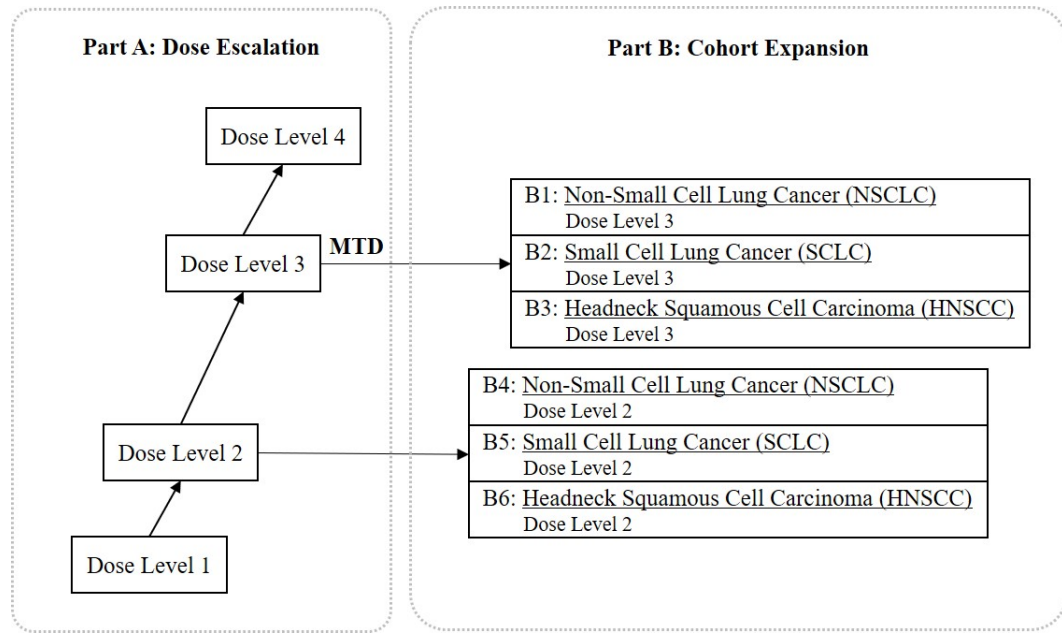 Part A: Dose Escalation
Dose Level 4
Dose Level 3
MTD
Dose Level 2
Dose Level 1
Part B: Cohort Expansion
B1: Non-Small Cell Lung Cancer (NSCLC)
Dose Level 3
B2: Small Cell Lung Cancer (SCLC)
Dose Level 3
B3: Headneck Squamous Cell Carcinoma (HNSCC)
Dose Level 3
B4: Non-Small Cell Lung Cancer (NSCLC)
Dose Level 2
B5: Small Cell Lung Cancer (SCLC)
Dose Level 2
B6: Headneck Squamous Cell Carcinoma (HNSCC)
Dose Level 2